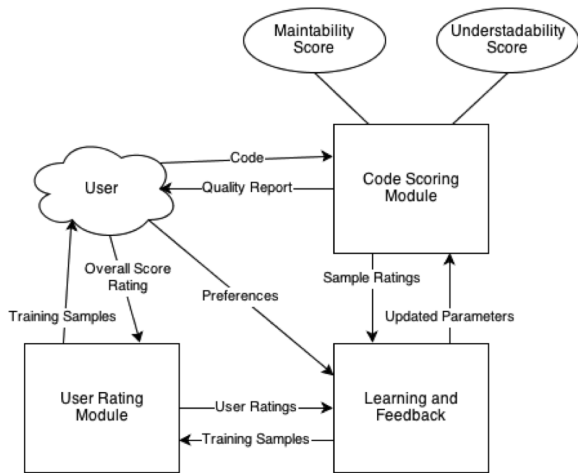 Maintability
Score
Understadability
Score
Code
User
Quality Report
Code Scoring
Module
Overall Score
Rating
Sample Ratings
Preferences
Training Samples
Updated Parameters
User Rating
Module
User Ratings
Learning and
Feedback
Training Samples